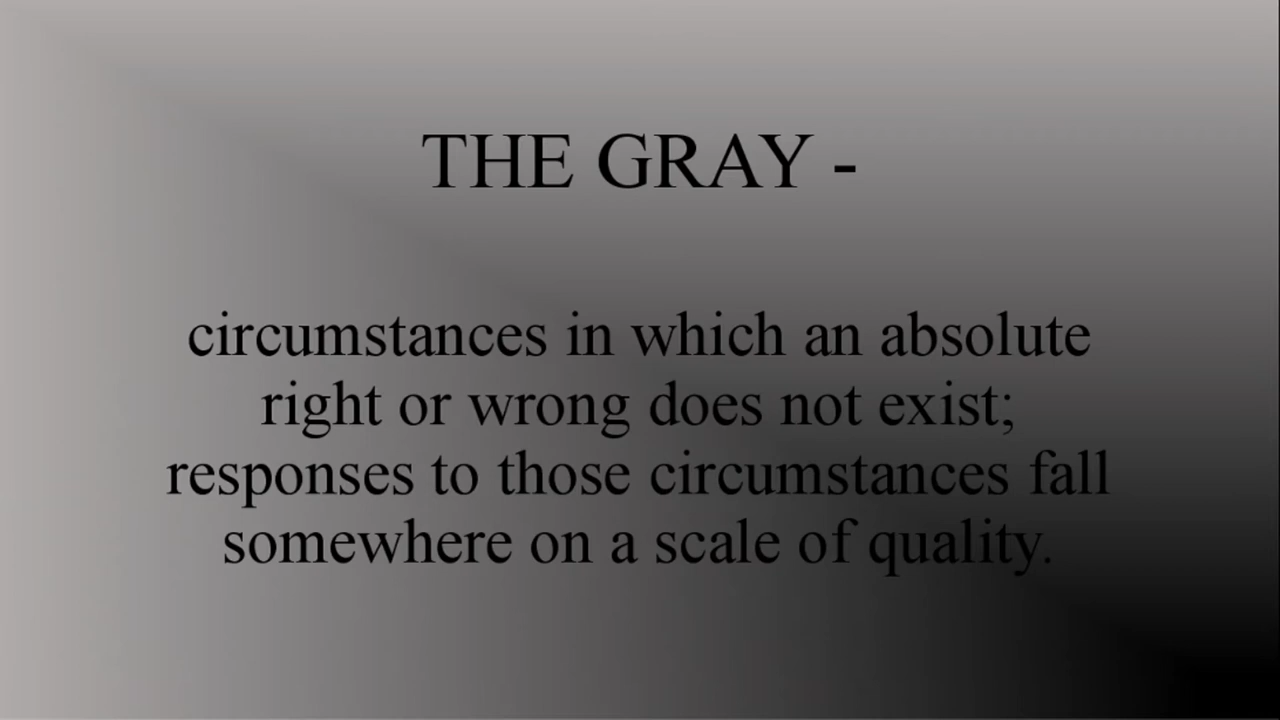 THE GRAY -
circumstances in which an absolute
right or wrong does not exist;
responses to those circumstances fall
somewhere on a scale of quality.